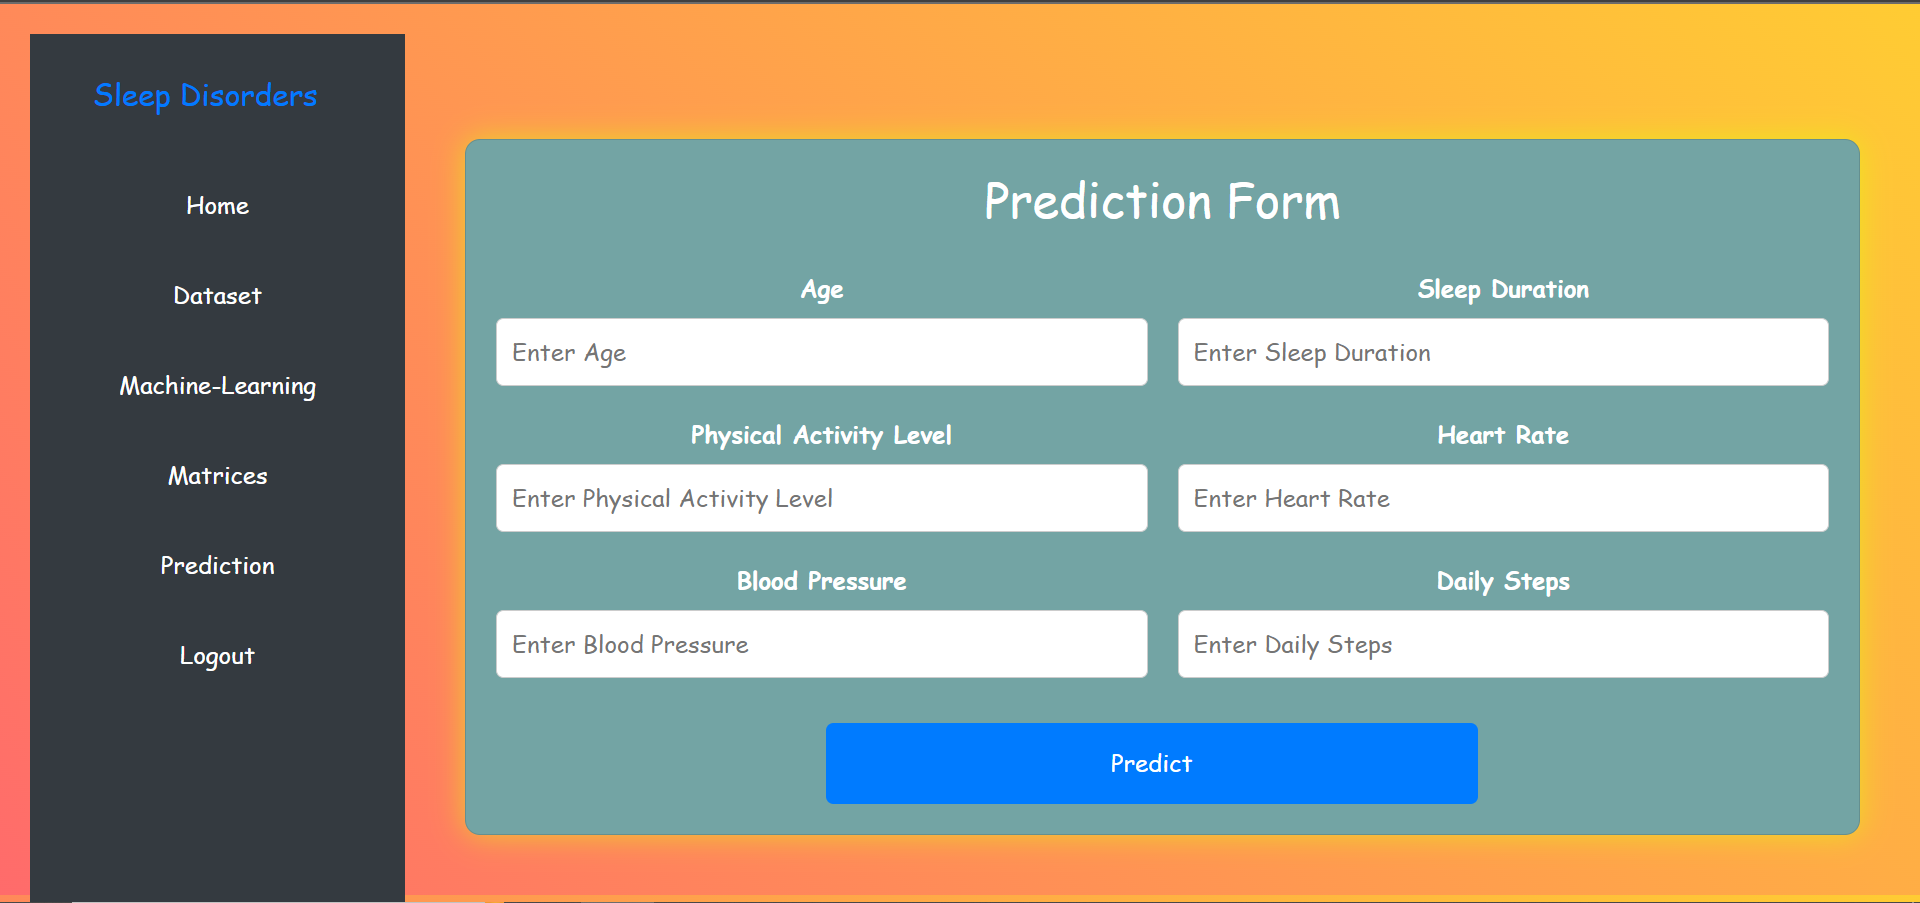 Sleep Disorders
Home
Dataset
Machine-Learning
Matrices
Prediction
Logout
Prediction Form
Age
Sleep Duration
Enter Age
Enter Sleep Duration
Physical Activity Level
Heart Rate
Enter Physical Activity Level
Enter Heart Rate
Blood Pressure
Daily Steps
Enter Blood Pressure
Enter Daily Steps
Predict